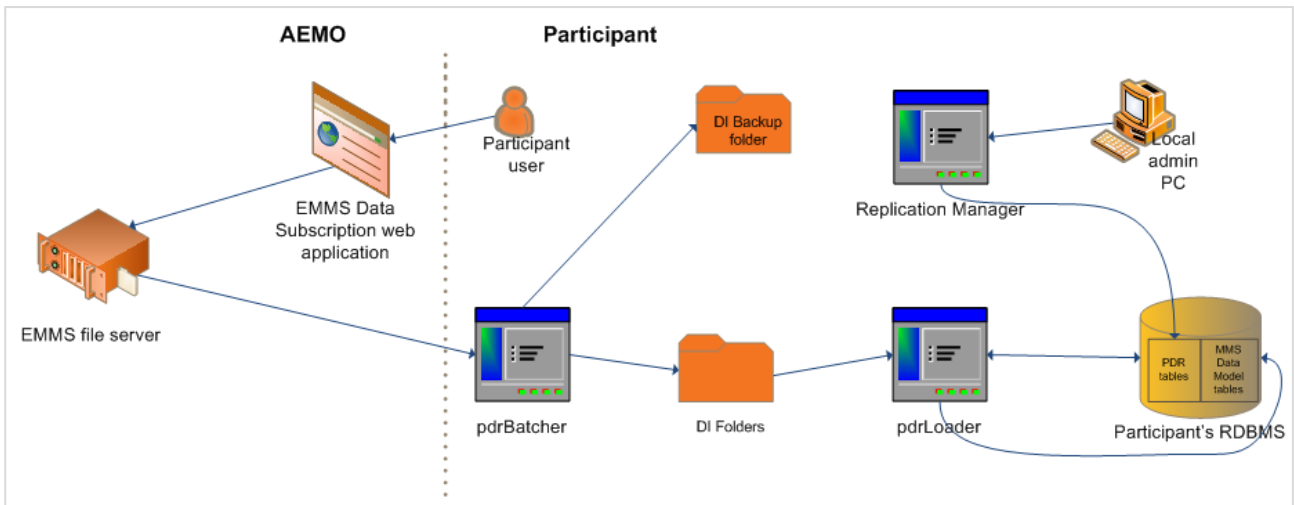 AEMO
Participant
DI Backup
folder
Participant
user
Local
admin
PC
Replication Manager
EMMS Data
Subscription web
application
EMMS file server
PDR
tables
MMS
Data
Model
tables
pdrBatcher
DI Folders
pdrLoader
Participant's RDBMS